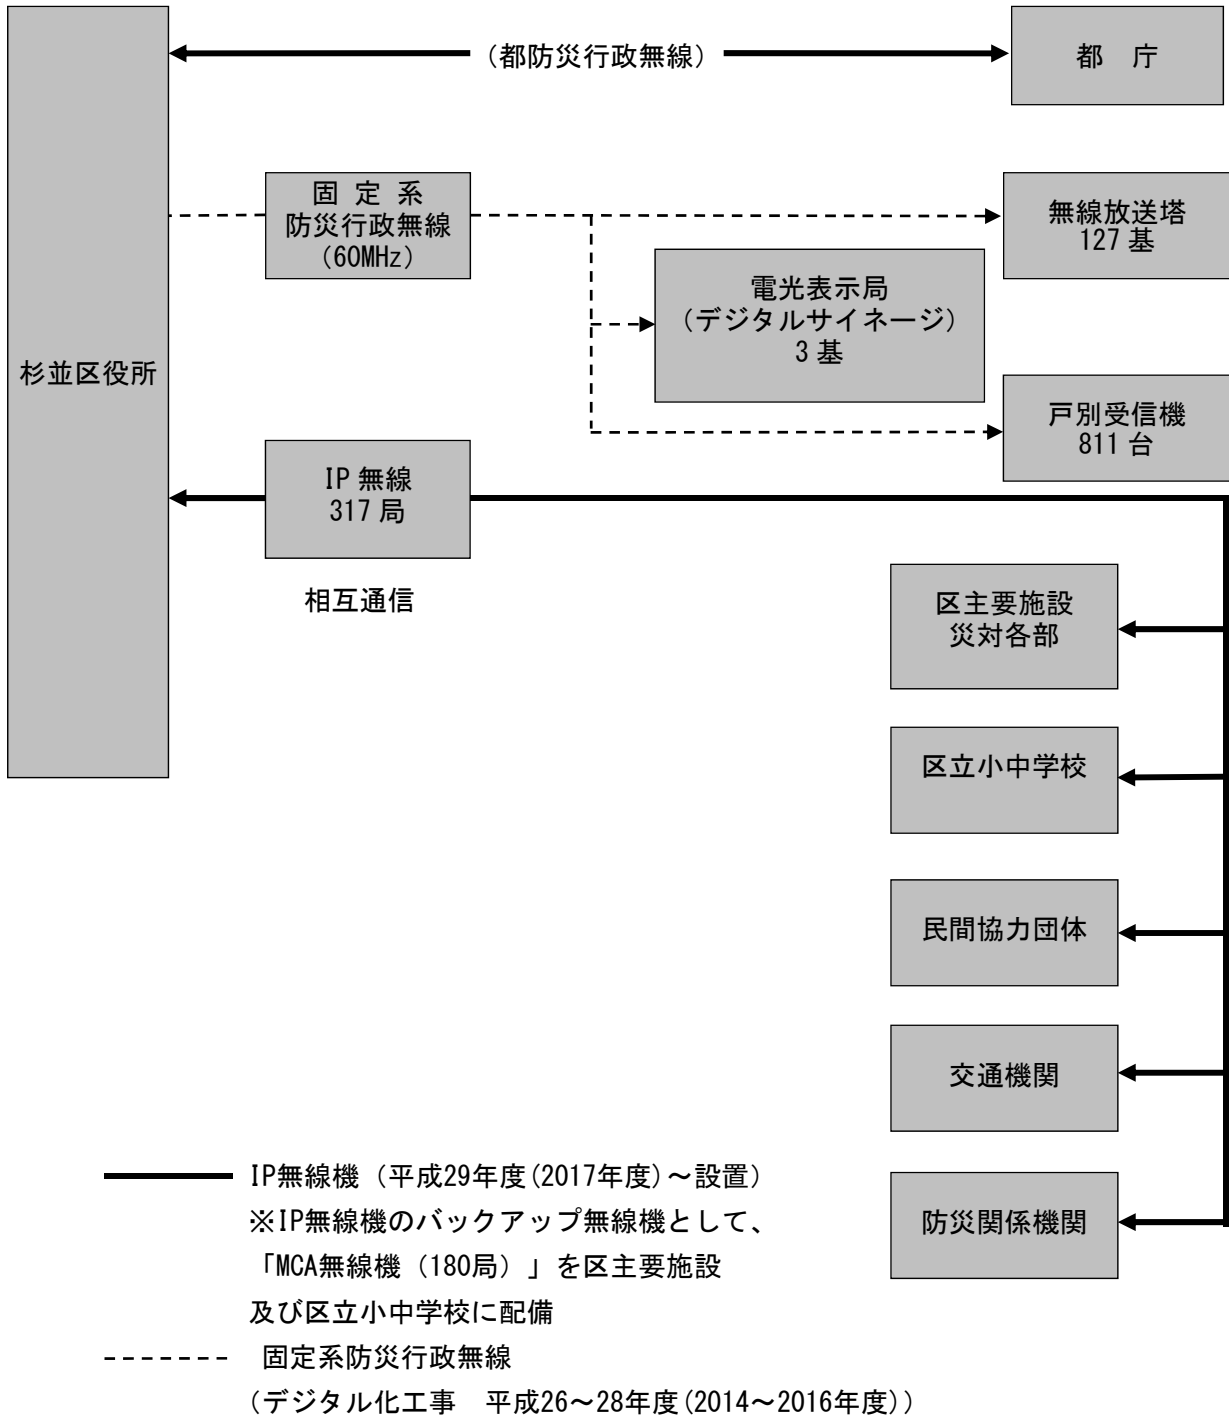 （都防災行政無線）
都　庁
固 定 系
防災行政無線
（60MHz）
無線放送塔
127 基
電光表示局
（デジタルサイネージ）
3 基
杉並区役所
戸別受信機
811 台
IP 無線
317 局
相互通信
区主要施設
災対各部
区立小中学校
民間協力団体
交通機関
防災関係機関
IP無線機（平成29年度(2017年度)～設置）
※IP無線機のバックアップ無線機として、
「MCA無線機（180局）」を区主要施設
及び区立小中学校に配備
固定系防災行政無線
（デジタル化工事　平成26～28年度(2014～2016年度)）